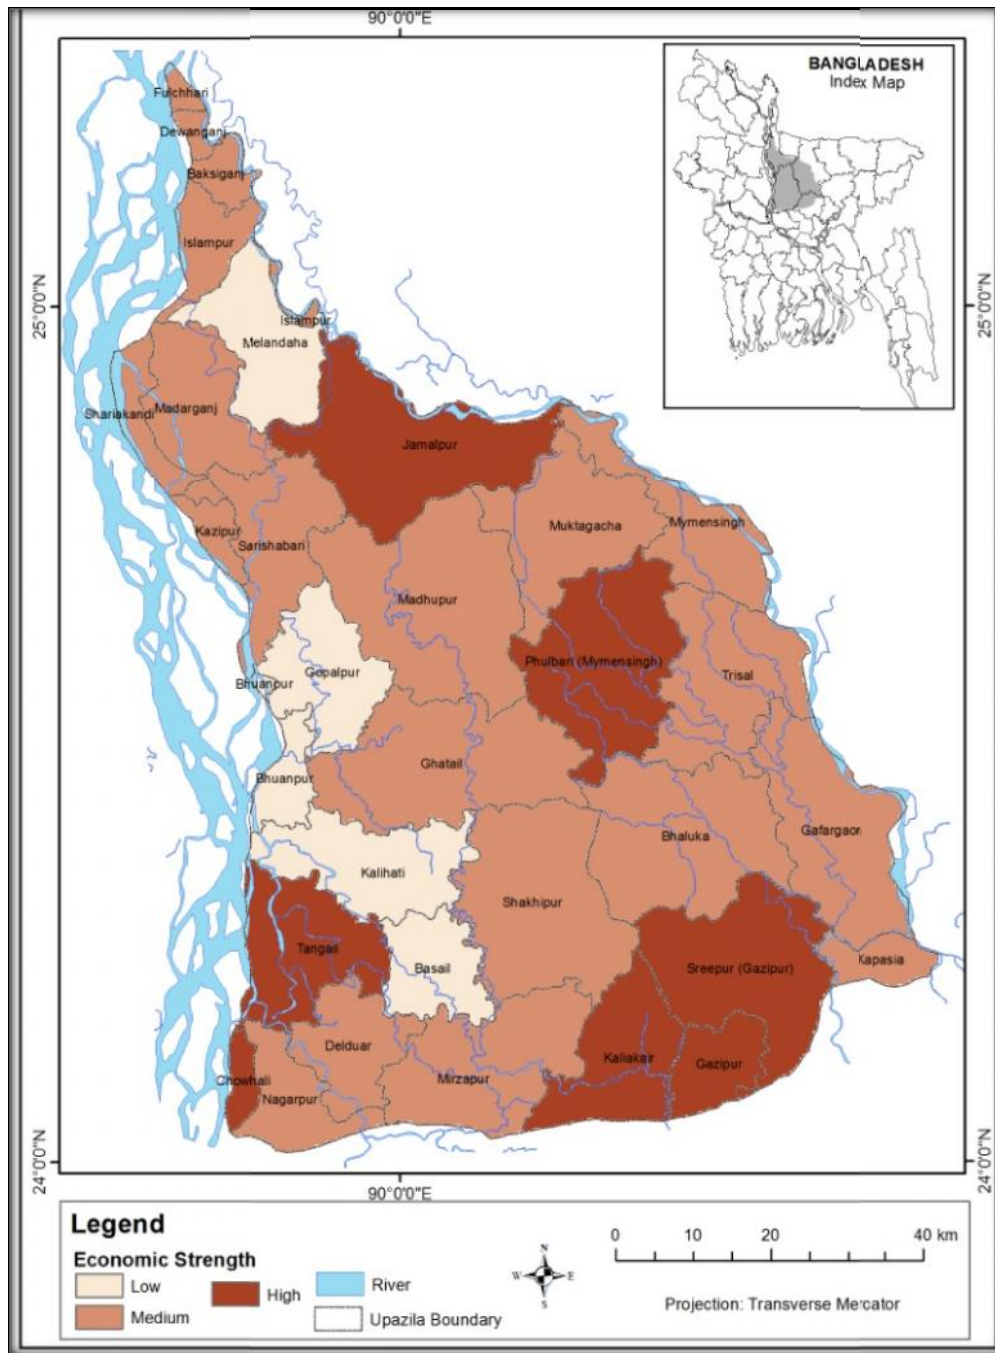 90°0'0"E
BANGLADESH
Index Map
Fulchhari
Dewanganj
Baksiganj
Islampur
25°0'0"N
25°0'0"N
Islampur
Melandaha
Shariakandi
Madarganj
Jamalpur
Muktagacha
Mymensingh
Kazipur
Sarishabari
Madhupur
Phulbari (Mymensingh)
Gopalpur
Trisal
Bhuanpur
Ghatail
Bhuanpur
Gafargaon
Bhaluka
Kalihati
Shakhipur
Tangail
Basail
Sreepur (Gazipur)
Kapasia
Delduar
Kaliakair
Gazipur
Chowhali
Mirzapur
Nagarpur
24°0'0"N
24°0'0"N
90°0'0"E
Legend
Economic Strength
Low
Medium
High
River
Upazila Boundary
N
W
E
S
0 10 20 40 km
Projection: Transverse Mercator